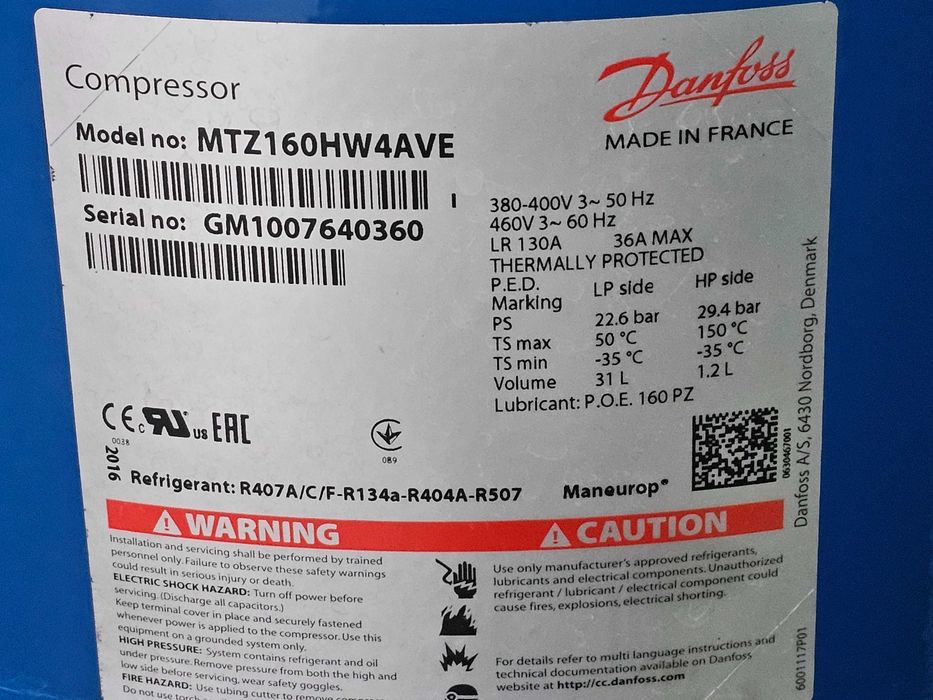 Compressor
Danfoss
MADE IN FRANCE
Model no: MTZ160HW4AVE
I
Serial no: GM1007640360
380-400V 3~ 50 Hz
460V 3~ 60 Hz
LR 130A 36A MAX
THERMALLY PROTECTED
P.E.D. LP side HP side
Marking
PS 22.6 bar 29.4 bar
TS max 50 °C 150 °C
TS min -35 °C -35 °C
Volume 31 L 1.2 L
Lubricant: P.O.E. 160 PZ
CE c RU US EAC
0038
089
2016
0630467001
Danfoss A/S, 6430 Nordborg, Denmark
Refrigerant: R407A/C/F-R134a-R404A-R507
Maneurop®
WARNING
Installation and servicing shall be performed by trained
personnel only. Failure to observe these safety warnings
could result in serious injury or death.
ELECTRIC SHOCK HAZARD: Turn off power before
servicing. (Discharge all capacitors.)
Keep terminal cover in place and securely fastened
whenever power is applied to the compressor. Use this
equipment on a grounded system only.
HIGH PRESSURE: System contains refrigerant and oil
under pressure. Remove pressure from both the high and
low side before servicing, wear safety goggles.
FIRE HAZARD: Use tubing cutter to remove
Do not use torch
CAUTION
Use only manufacturer's approved refrigerants,
lubricants and electrical components. Unauthorized
refrigerant / lubricant / electrical component could
cause fires, explosions, electrical shorting.
For details refer to multi language instructions and
technical documentation available on Danfoss
website at http://cc.danfoss.com
6001117P01